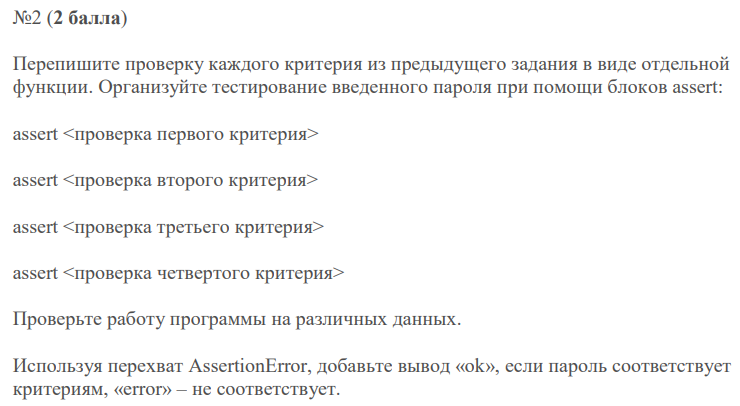 №2 (2 балла)
Перепишите проверку каждого критерия из предыдущего задания в виде отдельной
функции. Организуйте тестирование введенного пароля при помощи блоков assert:
assert <проверка первого критерия>
assert <проверка второго критерия>
assert <проверка третьего критерия>
assert <проверка четвертого критерия>
Проверьте работу программы на различных данных.
Используя перехват AssertionError, добавьте вывод «ok», если пароль соответствует
критериям, «error» – не соответствует.